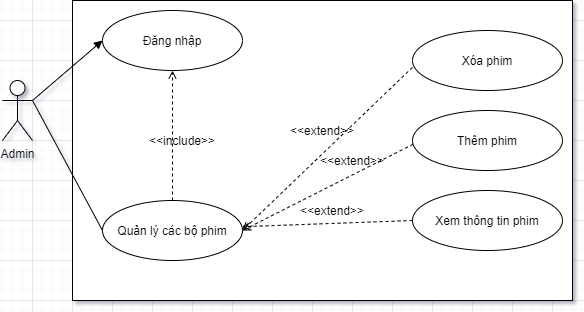 Đăng nhập
Xóa phim
<<extend>>
<<include>>
Thêm phim
Admin
<<extend>>
<<extend>>
Xem thông tin phim
Quản lý các bộ phim